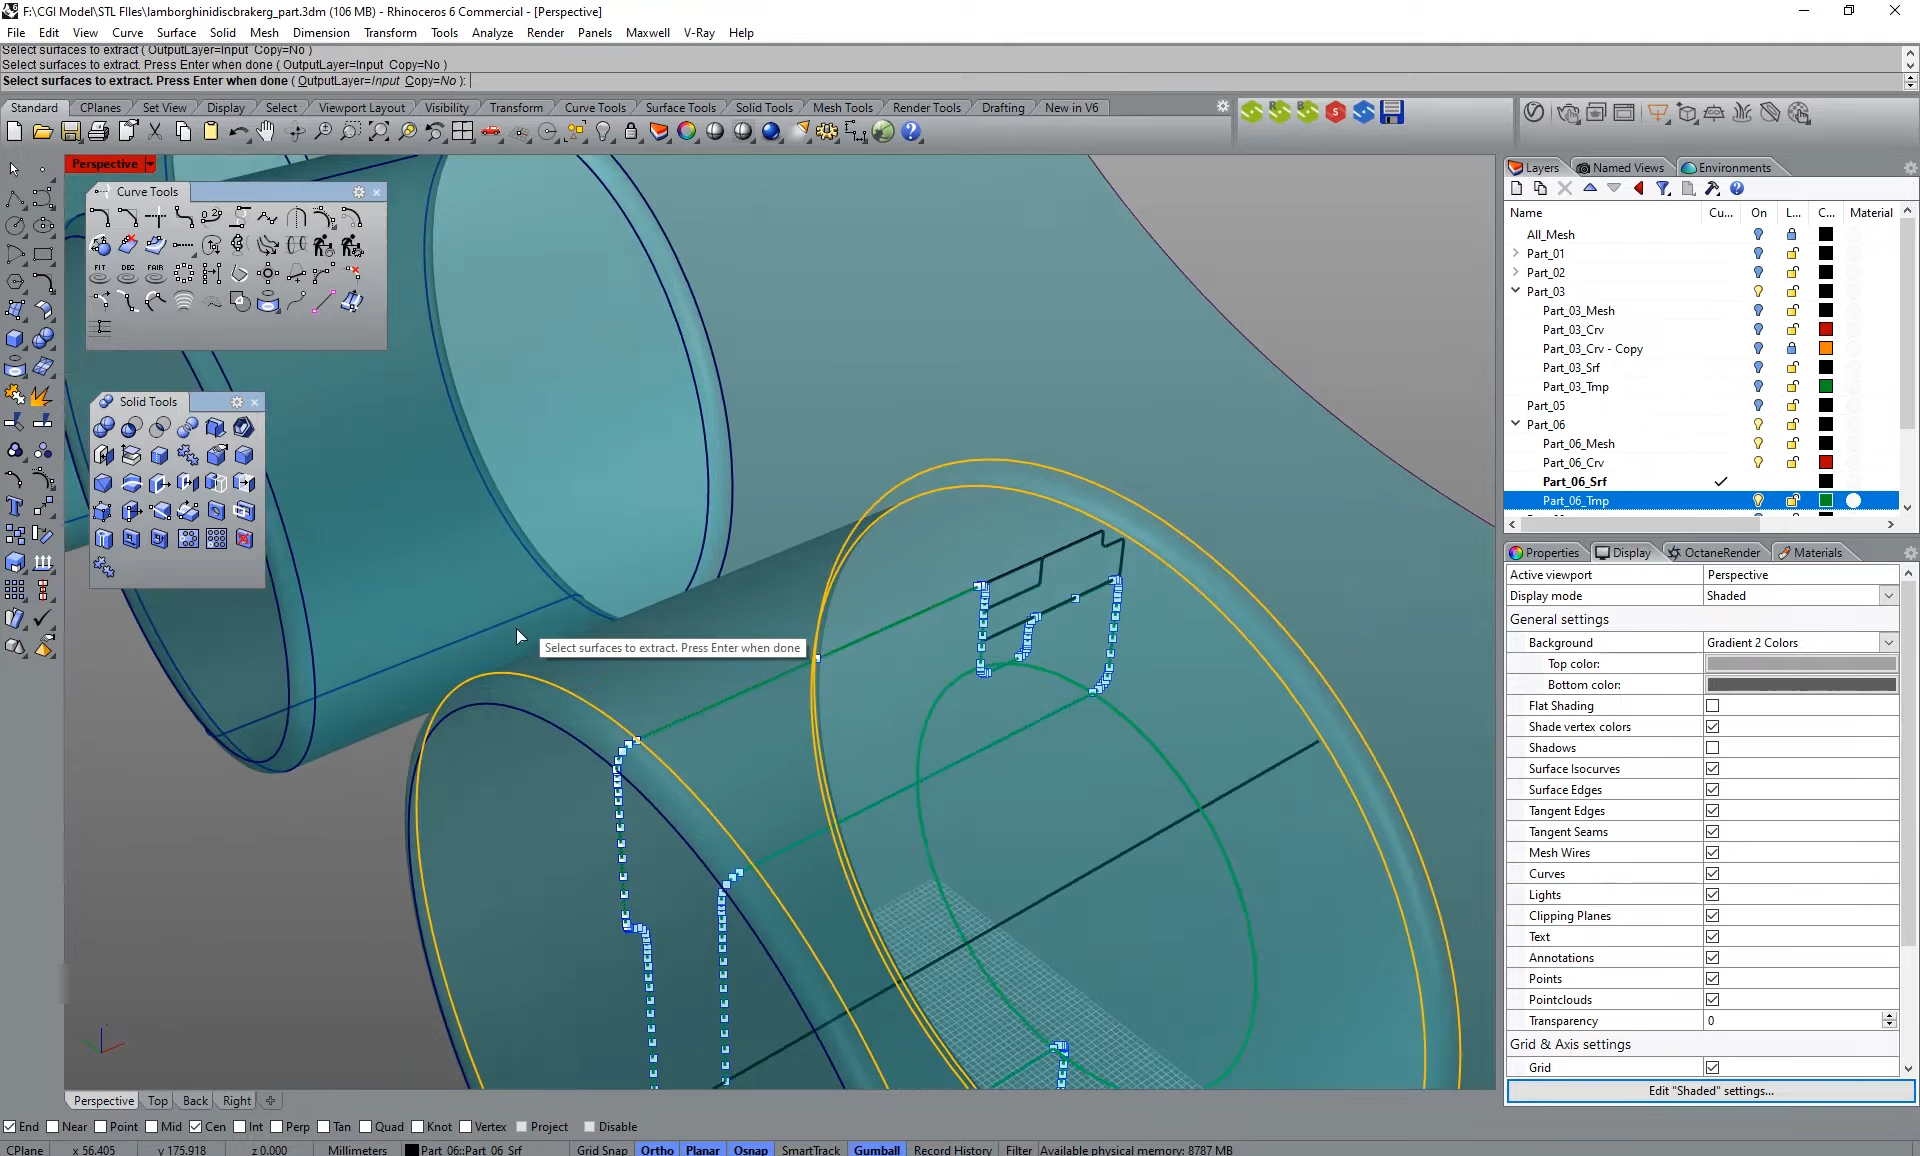 F:\CGI Model\STL FIles\lamborghinidiscbrakerg_part.3dm (106 MB) - Rhinoceros 6 Commercial - [Perspective]
File Edit View Curve Surface Solid Mesh Dimension Transform Tools Analyze Render Panels Maxwell V-Ray Help
Select surfaces to extract ( OutputLayer=Input Copy=No )
Select surfaces to extract. Press Enter when done ( OutputLayer=Input Copy=No )
Select surfaces to extract. Press Enter when done ( OutputLayer=Input Copy=No ):
Standard CPlanes Set View Display Select Viewport Layout Visibility Transform Curve Tools Surface Tools Solid Tools Mesh Tools Render Tools Drafting New in V6
Perspective
Curve Tools
FIT DEG FAIR
Solid Tools
Select surfaces to extract. Press Enter when done
Layers Named Views Environments
Name Cu... On L... C... Material
All_Mesh
Part_01
Part_02
Part_03
Part_03_Mesh
Part_03_Crv
Part_03_Crv - Copy
Part_03_Srf
Part_03_Tmp
Part_05
Part_06
Part_06_Mesh
Part_06_Crv
Part_06_Srf
Part_06_Tmp
Properties Display OctaneRender Materials
Active viewport Perspective
Display mode Shaded
General settings
Background Gradient 2 Colors
Top color:
Bottom color:
Flat Shading
Shade vertex colors
Shadows
Surface Isocurves
Surface Edges
Tangent Edges
Tangent Seams
Mesh Wires
Curves
Lights
Clipping Planes
Text
Annotations
Points
Pointclouds
Transparency 0
Grid & Axis settings
Grid
Edit "Shaded" settings...
Perspective Top Back Right
End Near Point Mid Cen Int Perp Tan Quad Knot Vertex Project Disable
CPlane x 56.405 y 175.918 z 0.000 Millimeters Part_06::Part_06_Srf Grid Snap Ortho Planar Osnap SmartTrack Gumball Record History Filter Available physical memory: 8787 MB